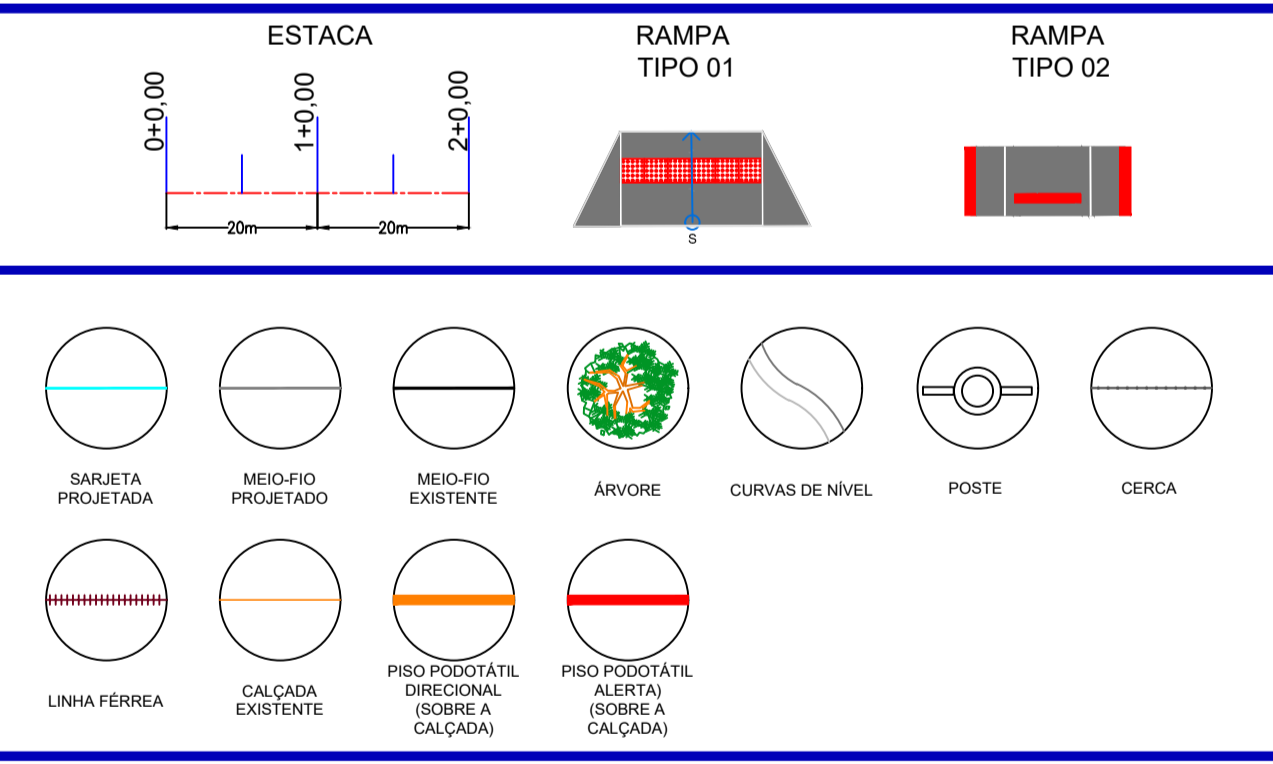 ESTACA
0+0,00
1+0,00
2+0,00
20m
20m
RAMPA
TIPO 01
S
RAMPA
TIPO 02
SARJETA
PROJETADA
MEIO-FIO
PROJETADO
MEIO-FIO
EXISTENTE
ÁRVORE
CURVAS DE NÍVEL
POSTE
CERCA
LINHA FÉRREA
CALÇADA
EXISTENTE
PISO PODOTÁTIL
DIRECIONAL
(SOBRE A
CALÇADA)
PISO PODOTÁTIL
ALERTA)
(SOBRE A
CALÇADA)